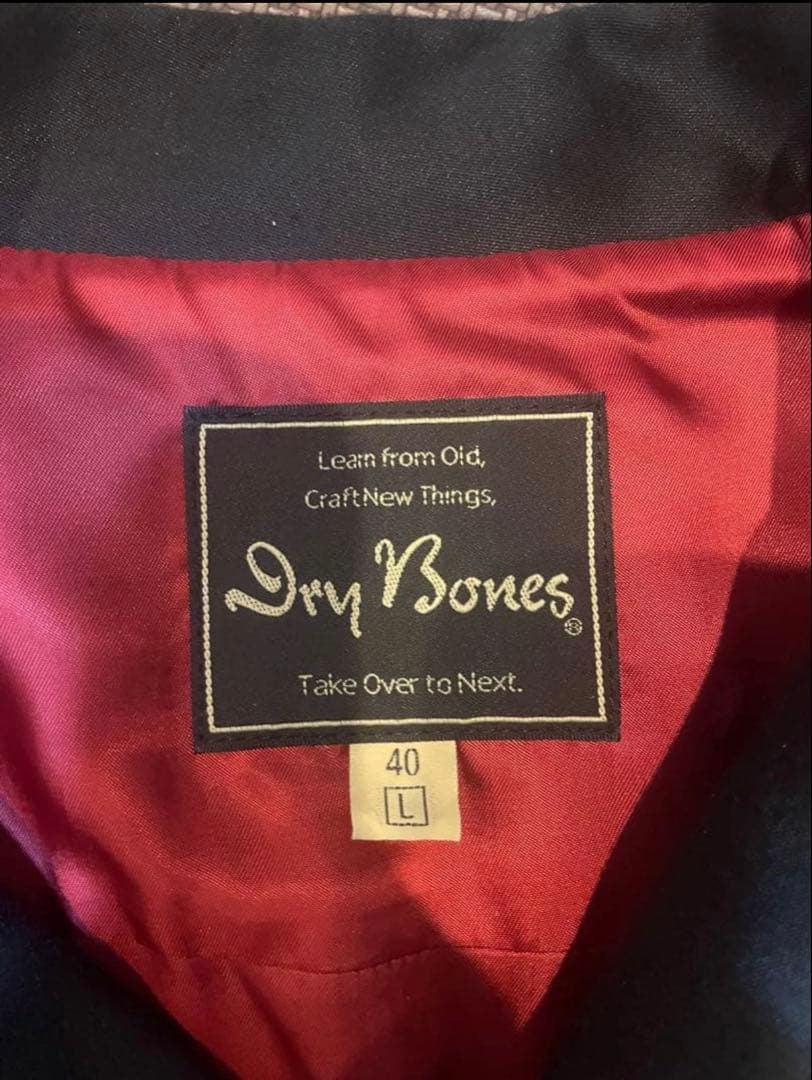 Learn from Old,
Craft New Things,
Dry Bones®
Take Over to Next.
40
L